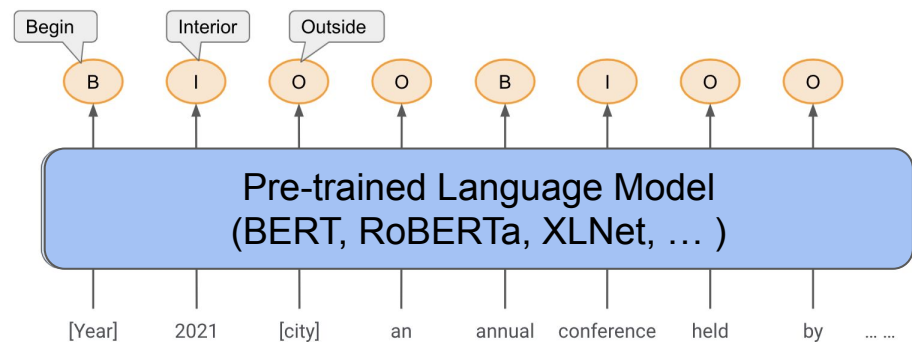 Begin Interior Outside
B I O O B I O O
Pre-trained Language Model
(BERT, RoBERTa, XLNet, … )
[Year] 2021 [city] an annual conference held by … …